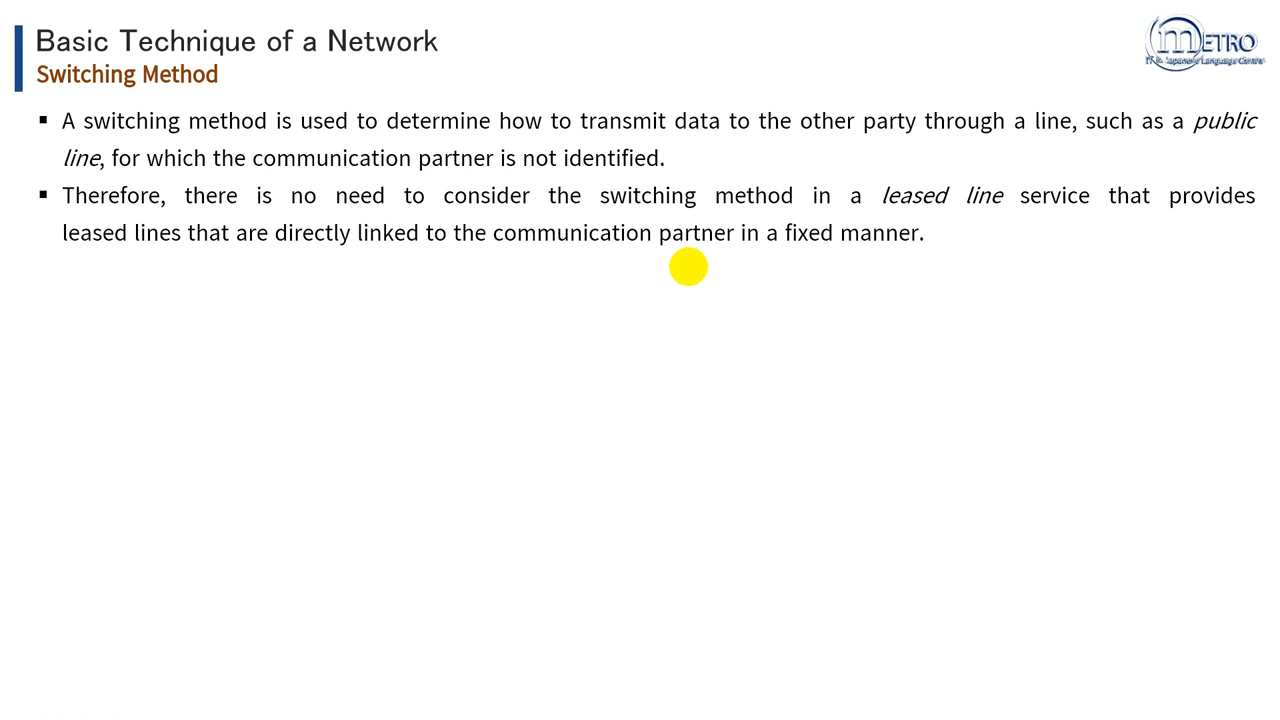 Basic Technique of a Network
Switching Method
METRO
IT & Japanese Language Centre
▪ A switching method is used to determine how to transmit data to the other party through a line, such as a public
line, for which the communication partner is not identified.
▪ Therefore, there is no need to consider the switching method in a leased line service that provides
leased lines that are directly linked to the communication partner in a fixed manner.